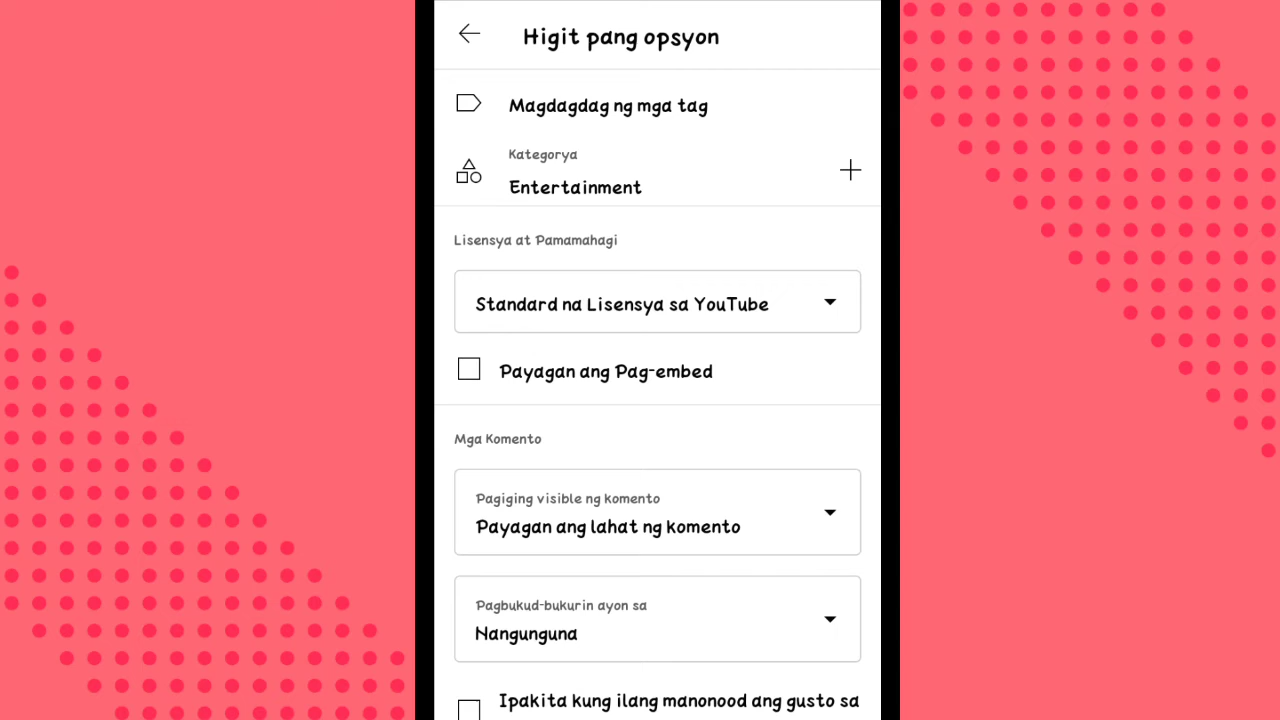 Higit pang opsyon
Magdagdag ng mga tag
Kategorya
Entertainment
Lisensya at Pamamahagi
Standard na Lisensya sa YouTube
Payagan ang Pag-embed
Mga Komento
Pagiging visible ng komento
Payagan ang lahat ng komento
Pagbukud-bukurin ayon sa
Nangunguna
Ipakita kung ilang manonood ang gusto sa